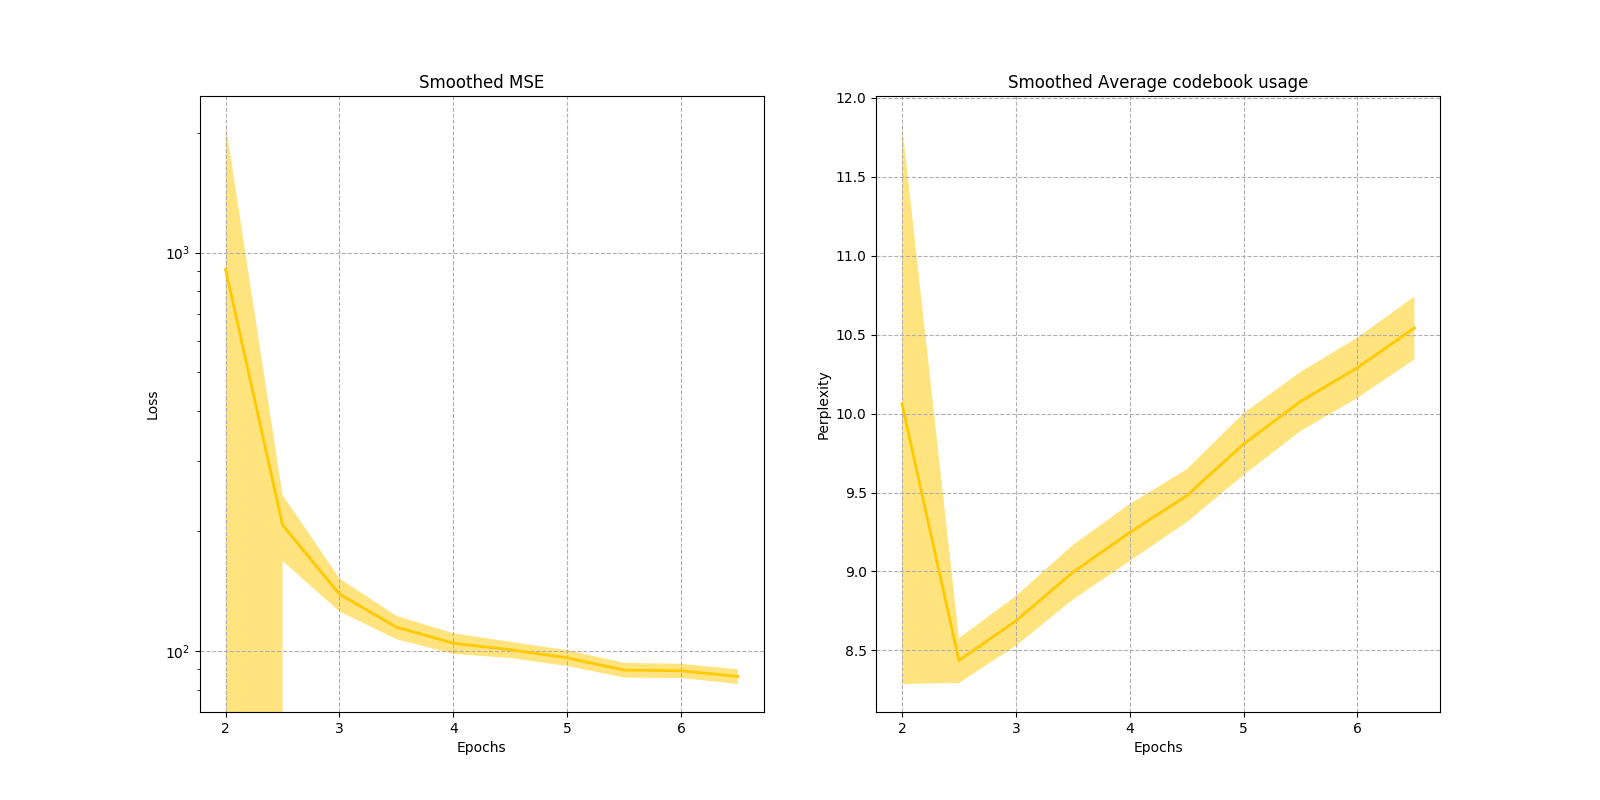 Smoothed MSE
Loss
10³
10²
2 3 4 5 6
Epochs
Smoothed Average codebook usage
Perplexity
12.0
11.5
11.0
10.5
10.0
9.5
9.0
8.5
2 3 4 5 6
Epochs